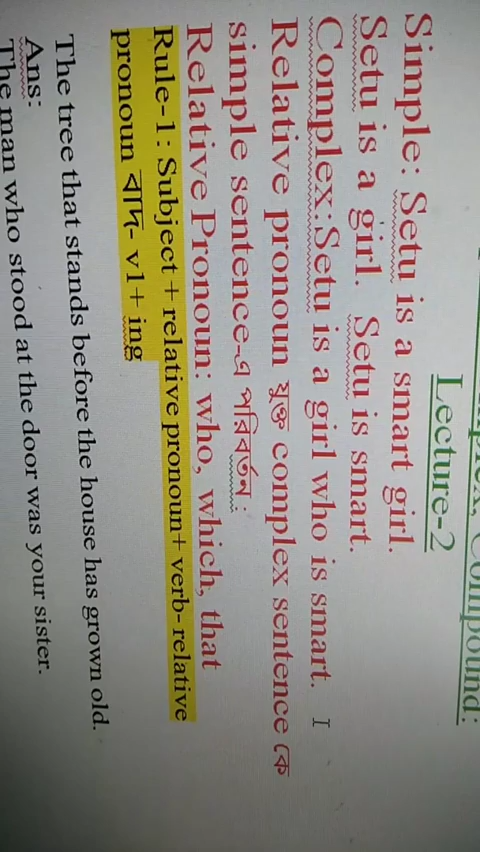 Compound:
Lecture-2
Simple: Setu is a smart girl.
Setu is a girl. Setu is smart.
Complex:Setu is a girl who is smart.
Relative pronoun যুক্ত complex sentence কে
simple sentence-এ পরিবর্তন :
Relative Pronoun: who, which, that
Rule-1: Subject + relative pronoun+ verb- relative
pronoun বাদ- v1+ ing
The tree that stands before the house has grown old.
Ans:
The man who stood at the door was your sister.